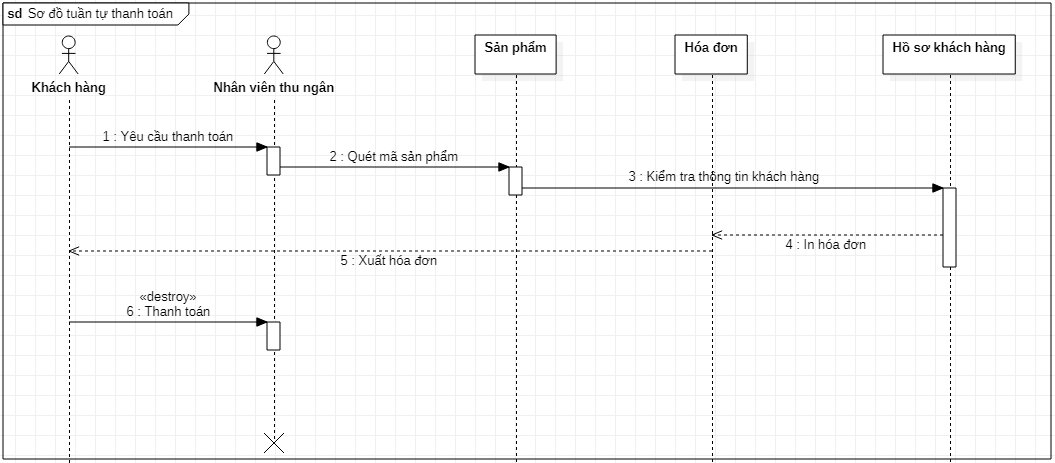 sd Sơ đồ tuần tự thanh toán
Khách hàng
Nhân viên thu ngân
Sản phẩm
Hóa đơn
Hồ sơ khách hàng
1 : Yêu cầu thanh toán
2 : Quét mã sản phẩm
3 : Kiểm tra thông tin khách hàng
4 : In hóa đơn
5 : Xuất hóa đơn
«destroy»
6 : Thanh toán